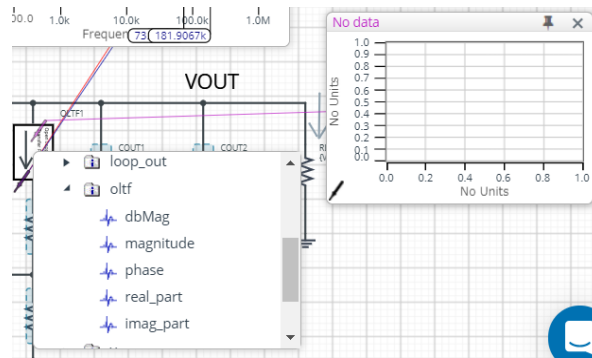 No data
00.0 1.0k 10.0k 100.0k 1.0M
Frequen 73 181.9067k
VOUT
OLTF1
COUT1 COUT2
loop_out
oltf
dbMag
magnitude
phase
real_part
imag_part
1.0
0.9
0.8
0.7
0.6
0.5
0.4
0.3
0.2
0.1
0.0
No Units
0.0 0.2 0.4 0.6 0.8 1.0
No Units